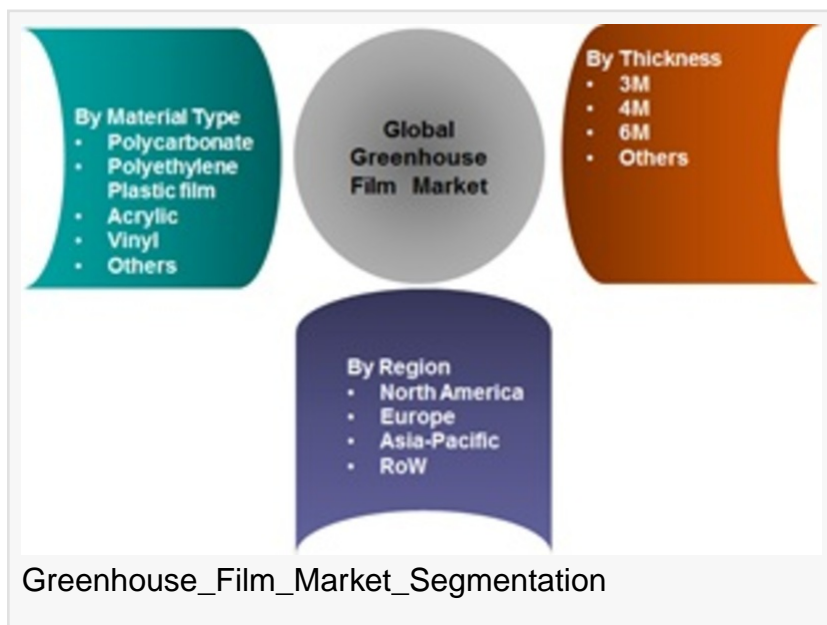 By Material Type
• Polycarbonate
• Polyethylene
Plastic film
• Acrylic
• Vinyl
• Others
Global
Greenhouse
Film Market
By Thickness
• 3M
• 4M
• 6M
• Others
By Region
• North America
• Europe
• Asia-Pacific
• RoW
Greenhouse_Film_Market_Segmentation